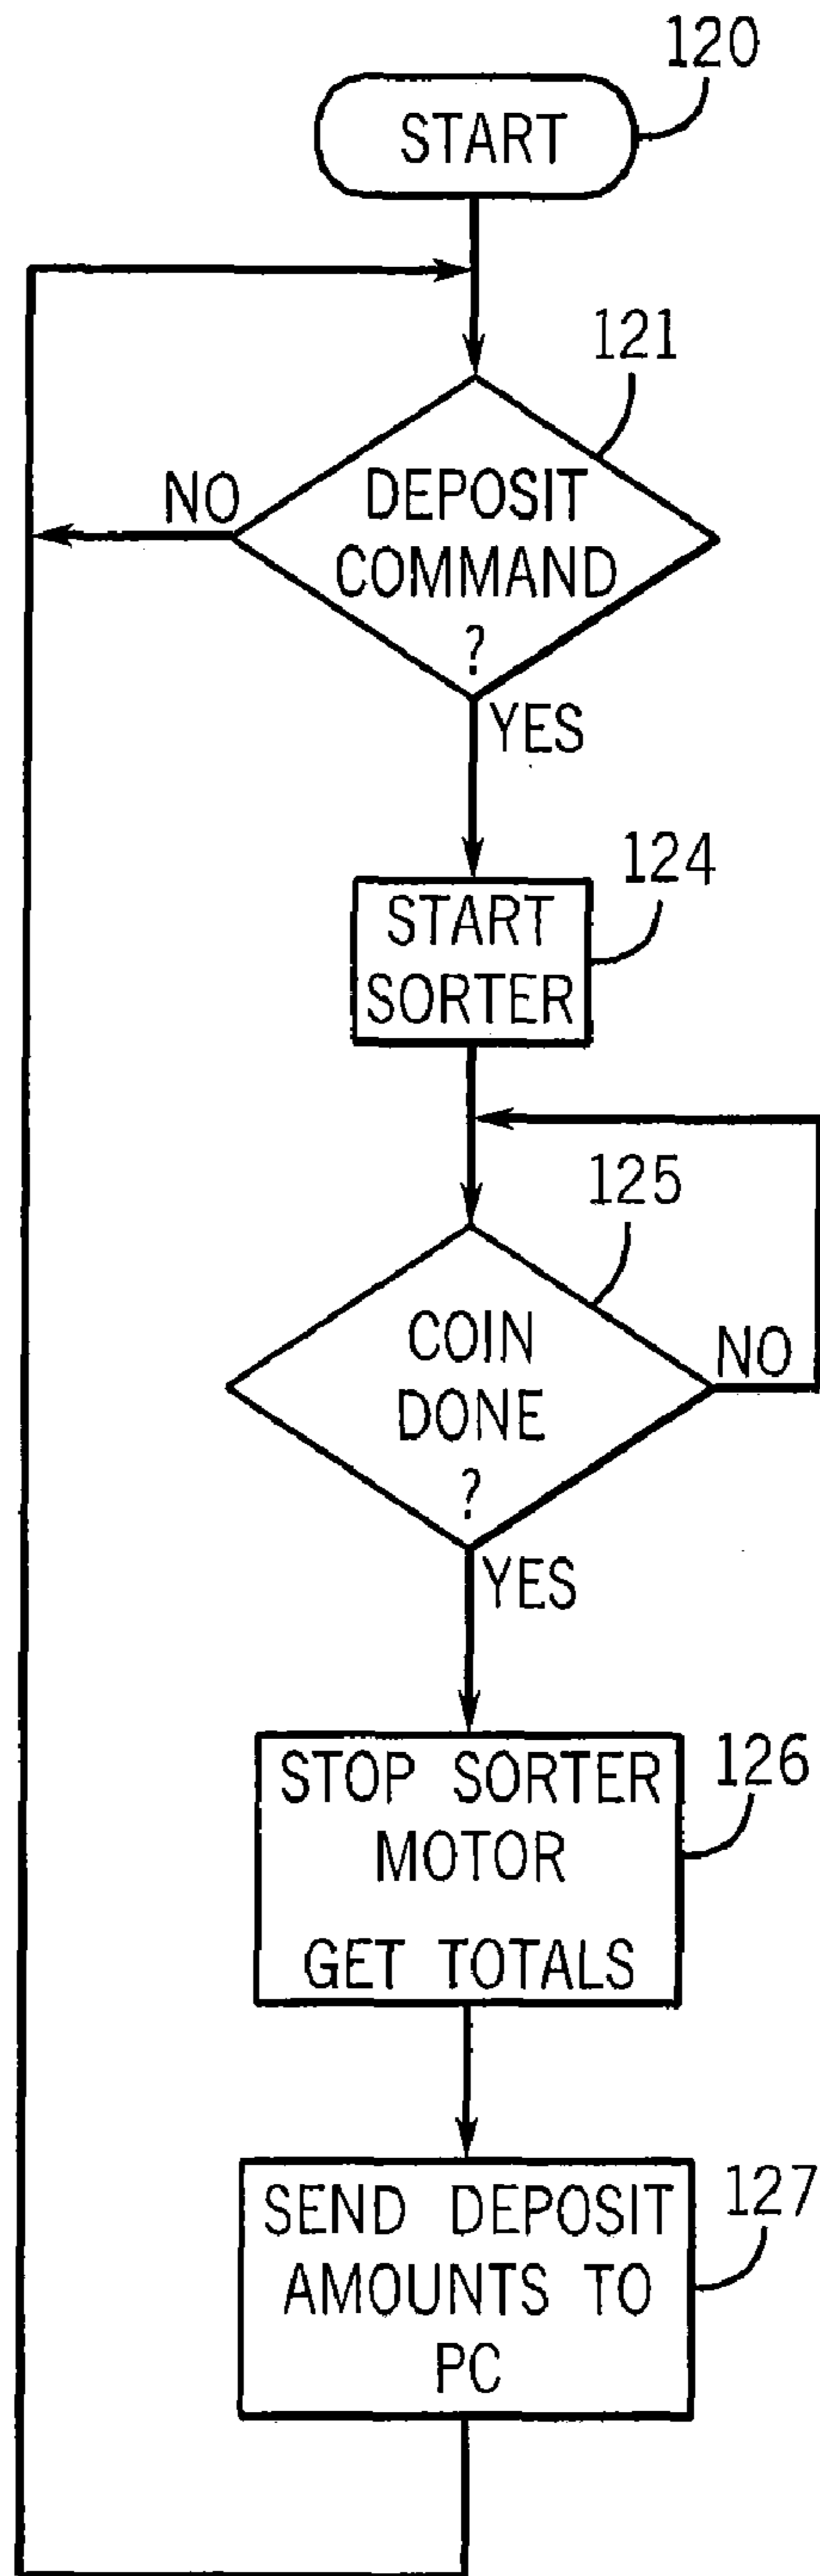 120
START
121
NO
DEPOSIT
COMMAND
?
YES
124
START
SORTER
125
COIN
DONE
?
NO
YES
126
STOP SORTER
MOTOR
GET TOTALS
127
SEND DEPOSIT
AMOUNTS TO
PC